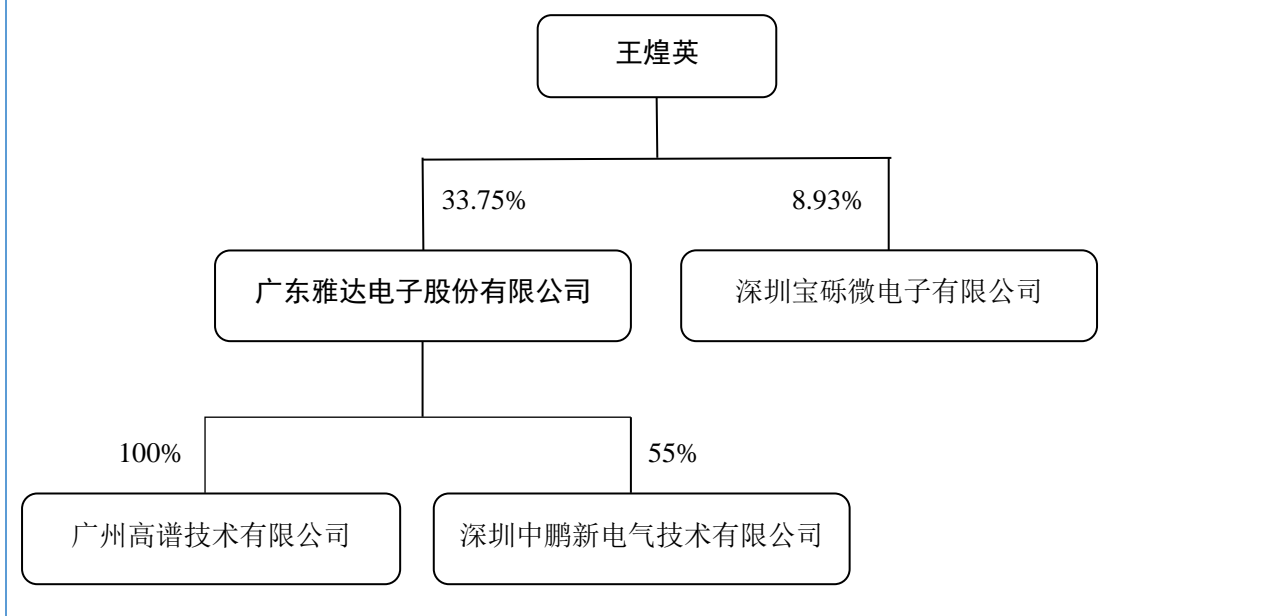 王煌英
33.75%
8.93%
广东雅达电子股份有限公司
深圳宝砾微电子有限公司
100%
55%
广州高谱技术有限公司
深圳中鹏新电气技术有限公司